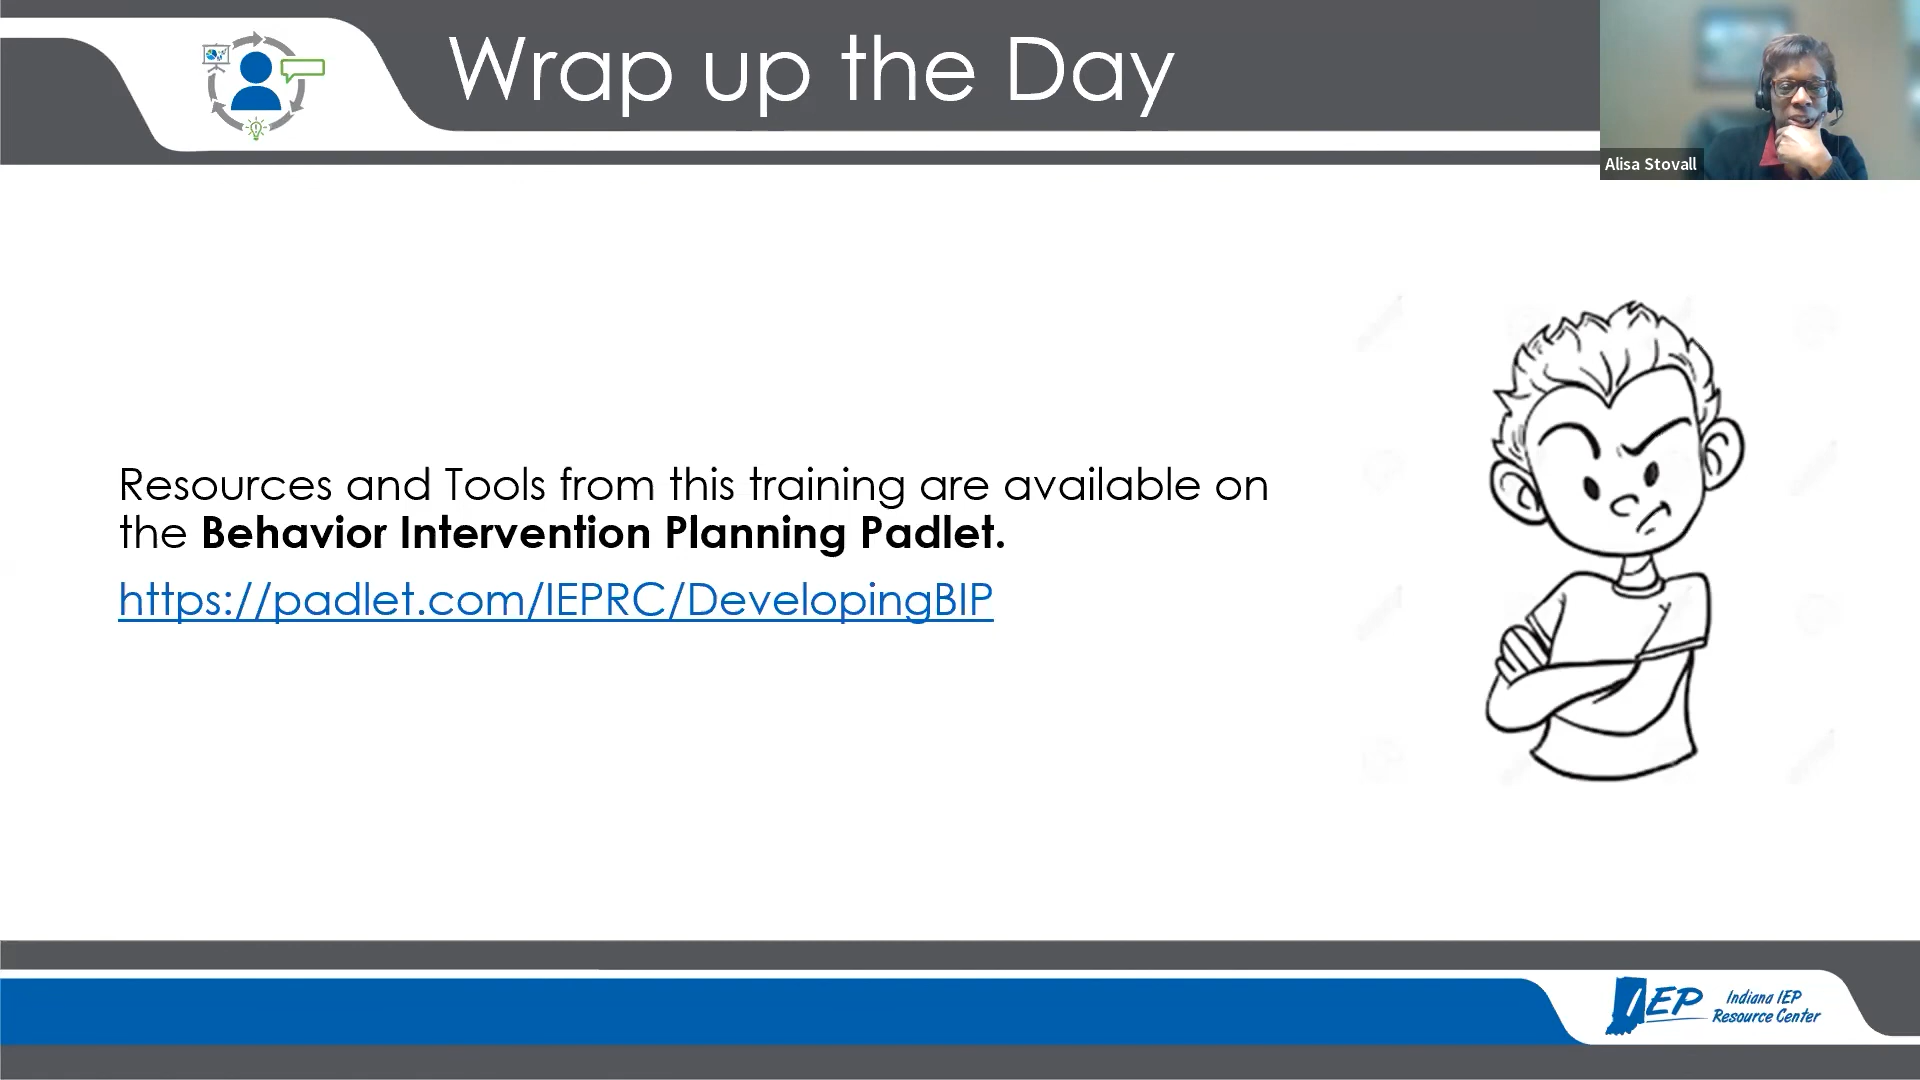 Wrap up the Day
Alisa Stovall
Resources and Tools from this training are available on
the Behavior Intervention Planning Padlet.
https://padlet.com/IEPRC/DevelopingBIP
IEP Indiana IEP
Resource Center